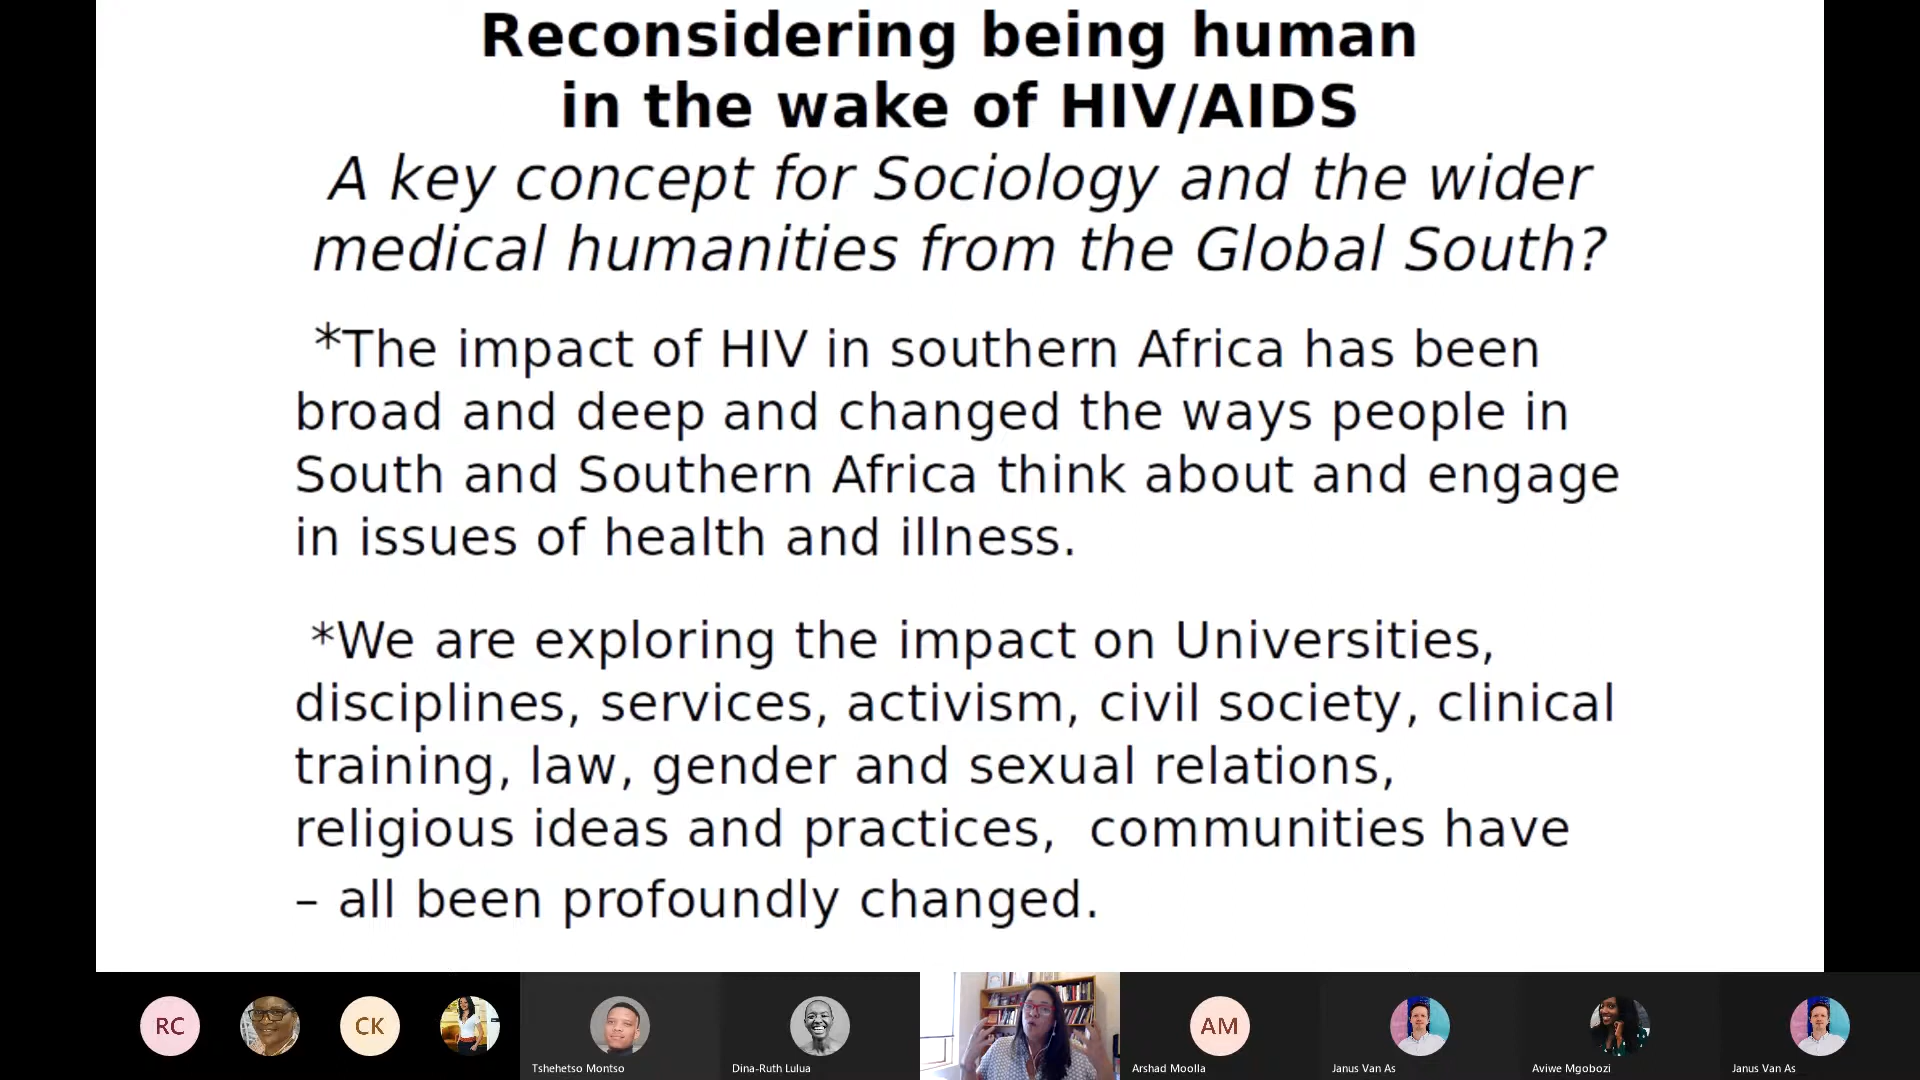 Reconsidering being human
in the wake of HIV/AIDS
A key concept for Sociology and the wider
medical humanities from the Global South?
*The impact of HIV in southern Africa has been
broad and deep and changed the ways people in
South and Southern Africa think about and engage
in issues of health and illness.
*We are exploring the impact on Universities,
disciplines, services, activism, civil society, clinical
training, law, gender and sexual relations,
religious ideas and practices,  communities have
– all been profoundly changed.
RC
CK
AM
Tshehetso Montso
Dina-Ruth Lulua
Arshad Moolla
Janus Van As
Aviwe Mgobozi
Janus Van As